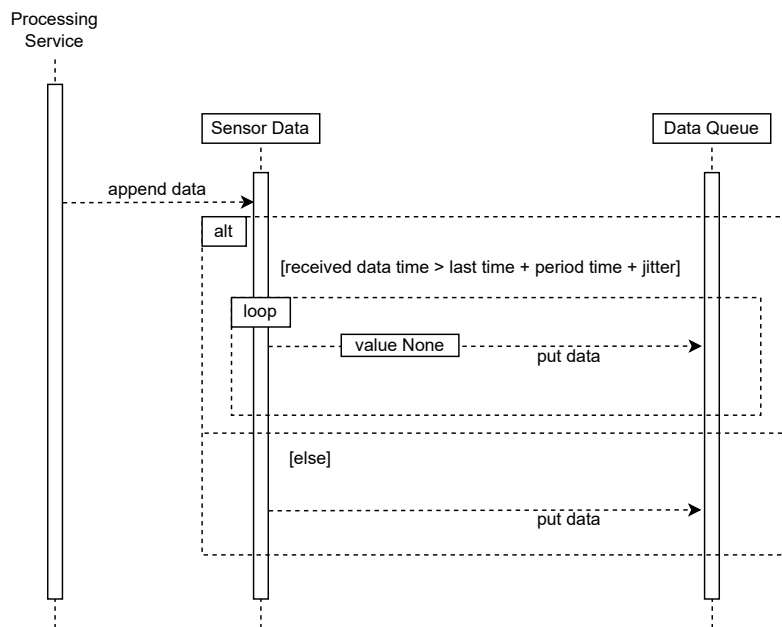 Processing
Service
Sensor Data
Data Queue
append data
alt
[received data time > last time + period time + jitter]
loop
value None
put data
[else]
put data